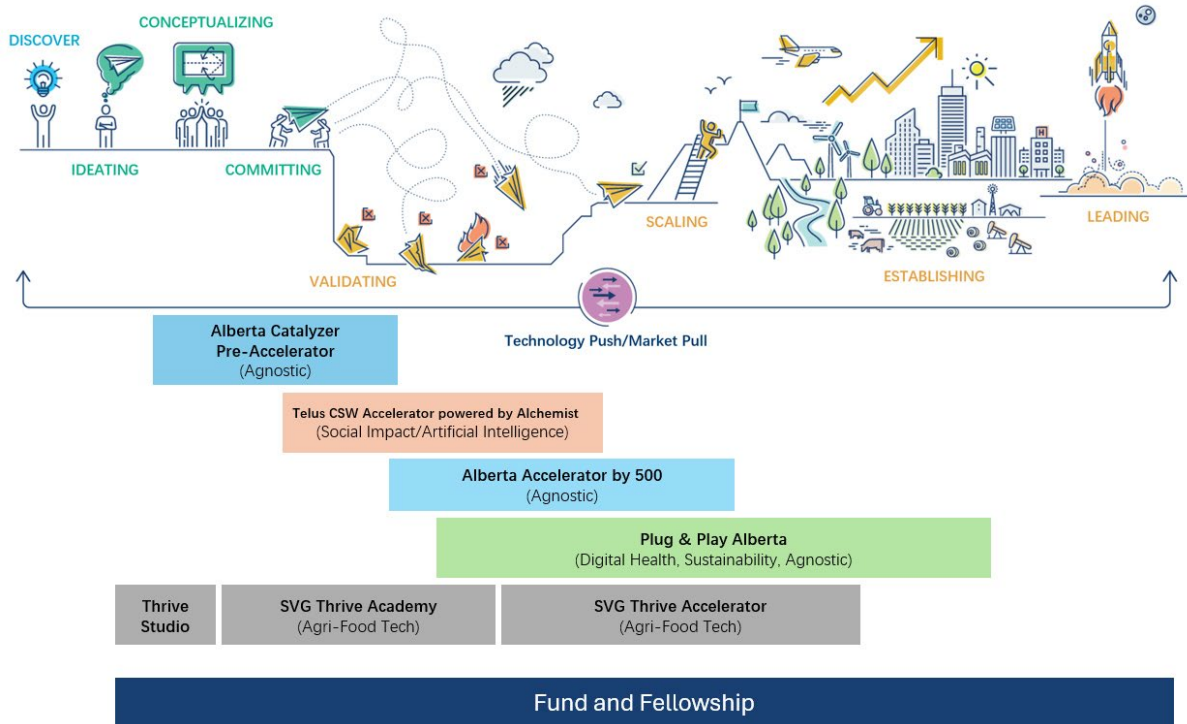 CONCEPTUALIZING
DISCOVER
IDEATING
COMMITTING
VALIDATING
SCALING
ESTABLISHING
LEADING
H
Technology Push/Market Pull
Alberta Catalyzer
Pre-Accelerator
(Agnostic)
Telus CSW Accelerator powered by Alchemist
(Social Impact/Artificial Intelligence)
Alberta Accelerator by 500
(Agnostic)
Plug & Play Alberta
(Digital Health, Sustainability, Agnostic)
Thrive
Studio
SVG Thrive Academy
(Agri-Food Tech)
SVG Thrive Accelerator
(Agri-Food Tech)
Fund and Fellowship